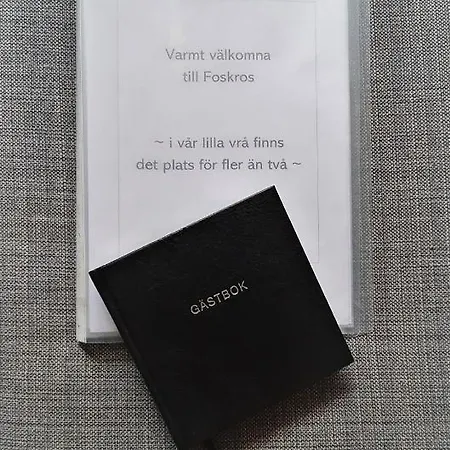 Varmt välkomna
till Foskros
~ i vår lilla vrå finns
det plats för fler än två ~
GÄSTBOK